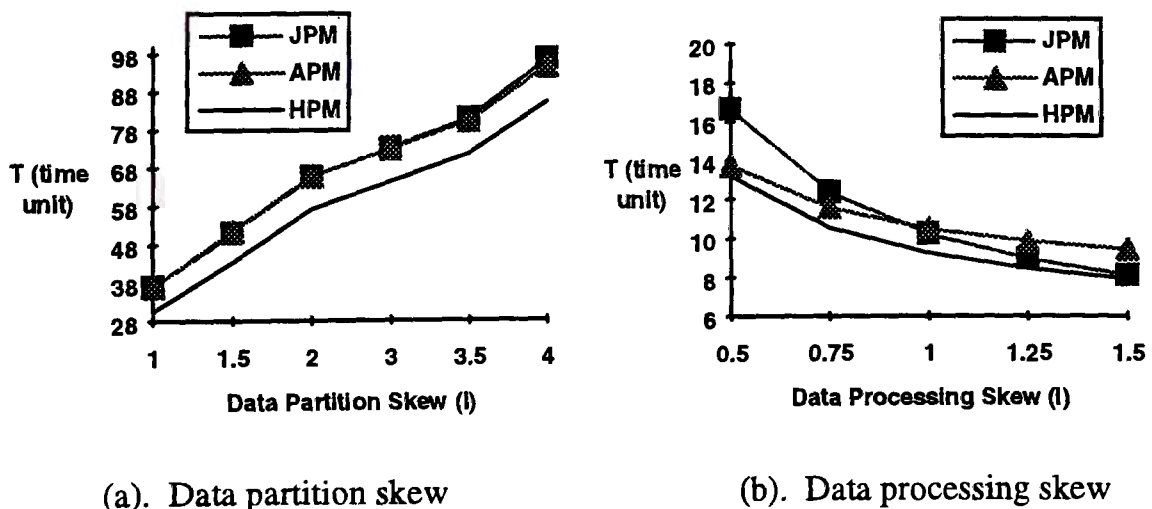 JPM
APM
HPM
98
88
78
68
58
48
38
28
T (time
unit)
1 1.5 2 3 3.5 4
Data Partition Skew (l)
(a). Data partition skew
JPM
APM
HPM
20
18
16
14
12
10
8
6
T (time
unit)
0.5 0.75 1 1.25 1.5
Data Processing Skew (l)
(b). Data processing skew